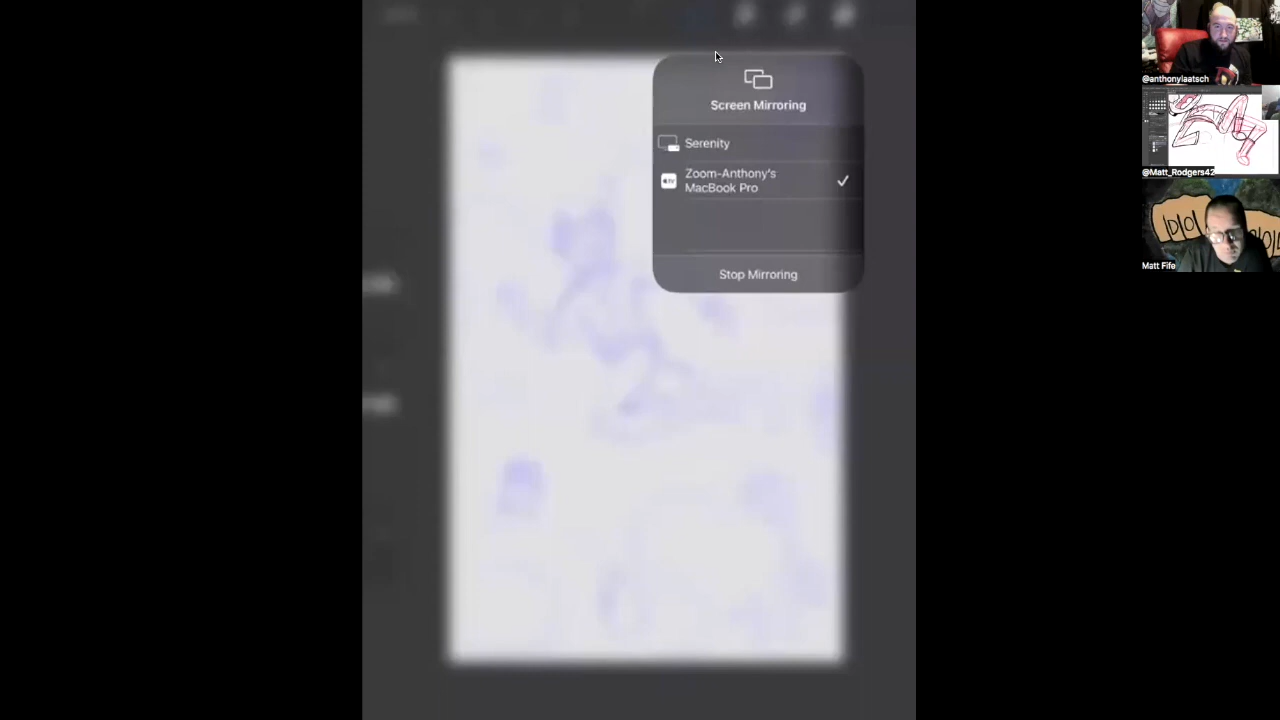 Screen Mirroring
Serenity
Zoom-Anthony's
MacBook Pro
Stop Mirroring
@anthonylaatsch
@Matt_Rodgers42
Matt Fife